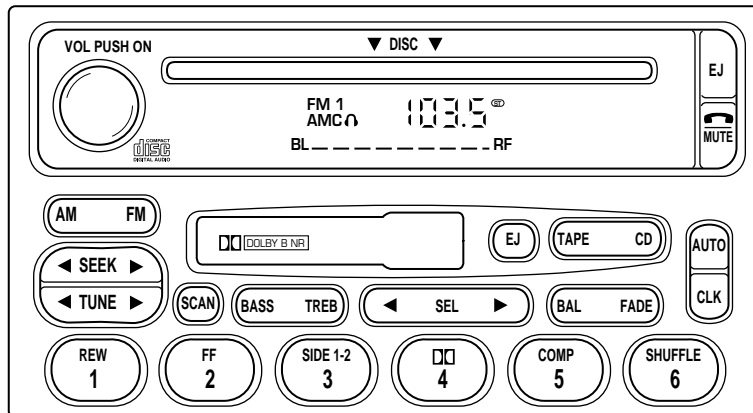 VOL PUSH ON
▼ DISC ▼
EJ
FM 1
AMC
103.5
ST
MUTE
COMPACT
disc
DIGITAL AUDIO
BL
RF
AM FM
DOLBY B NR
EJ
TAPE CD
AUTO
◀ SEEK ▶
◀ TUNE ▶
SCAN
BASS TREB
◀ SEL ▶
BAL FADE
CLK
REW
1
FF
2
SIDE 1-2
3
4
COMP
5
SHUFFLE
6